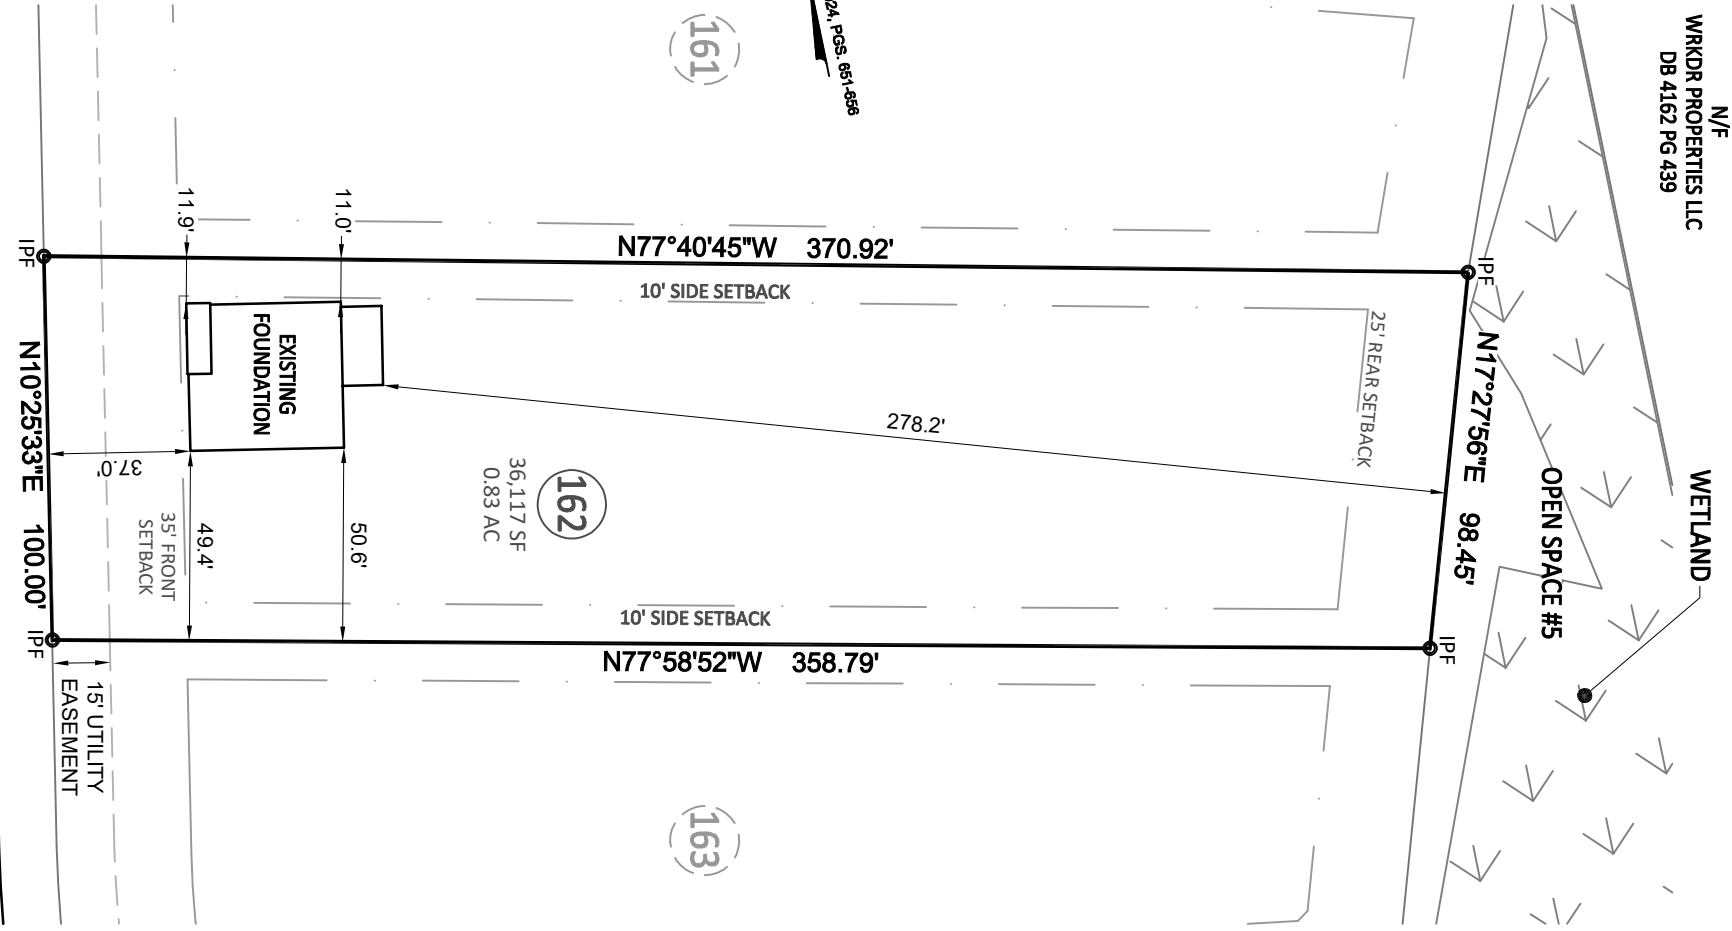 N/F
WRKDR PROPERTIES LLC
DB 4162 PG 439
24, PGS. 651-656
161
11.9'
11.0'
IPF
N77°40'45"W 370.92'
IPF
10' SIDE SETBACK
25' REAR SETBACK
N17°27'56"E 98.45'
EXISTING
FOUNDATION
278.2'
N10°25'33"E 100.00'
37.0'
162
36,117 SF
0.83 AC
OPEN SPACE #5
WETLAND
35' FRONT
SETBACK
49.4'
50.6'
10' SIDE SETBACK
IPF
N77°58'52"W 358.79'
IPF
15' UTILITY
EASEMENT
163